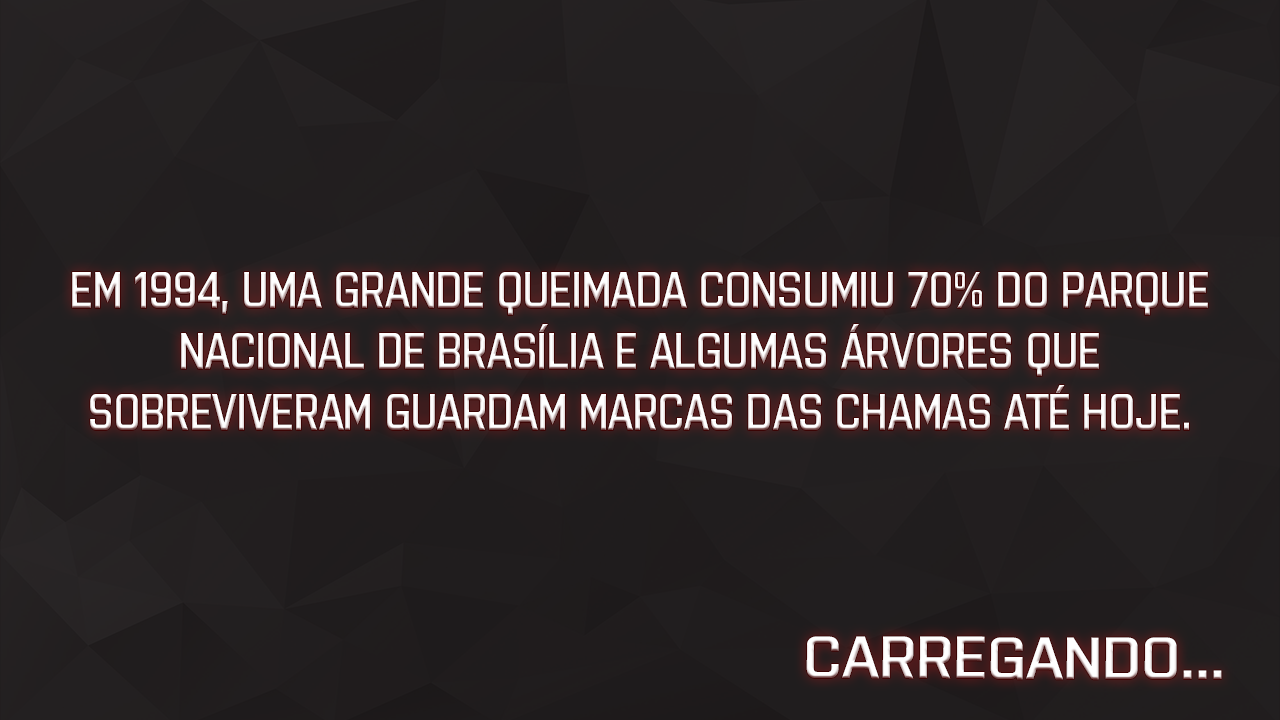 EM 1994, UMA GRANDE QUEIMADA CONSUMIU 70% DO PARQUE
NACIONAL DE BRASÍLIA E ALGUMAS ÁRVORES QUE
SOBREVIVERAM GUARDAM MARCAS DAS CHAMAS ATÉ HOJE.
CARREGANDO...